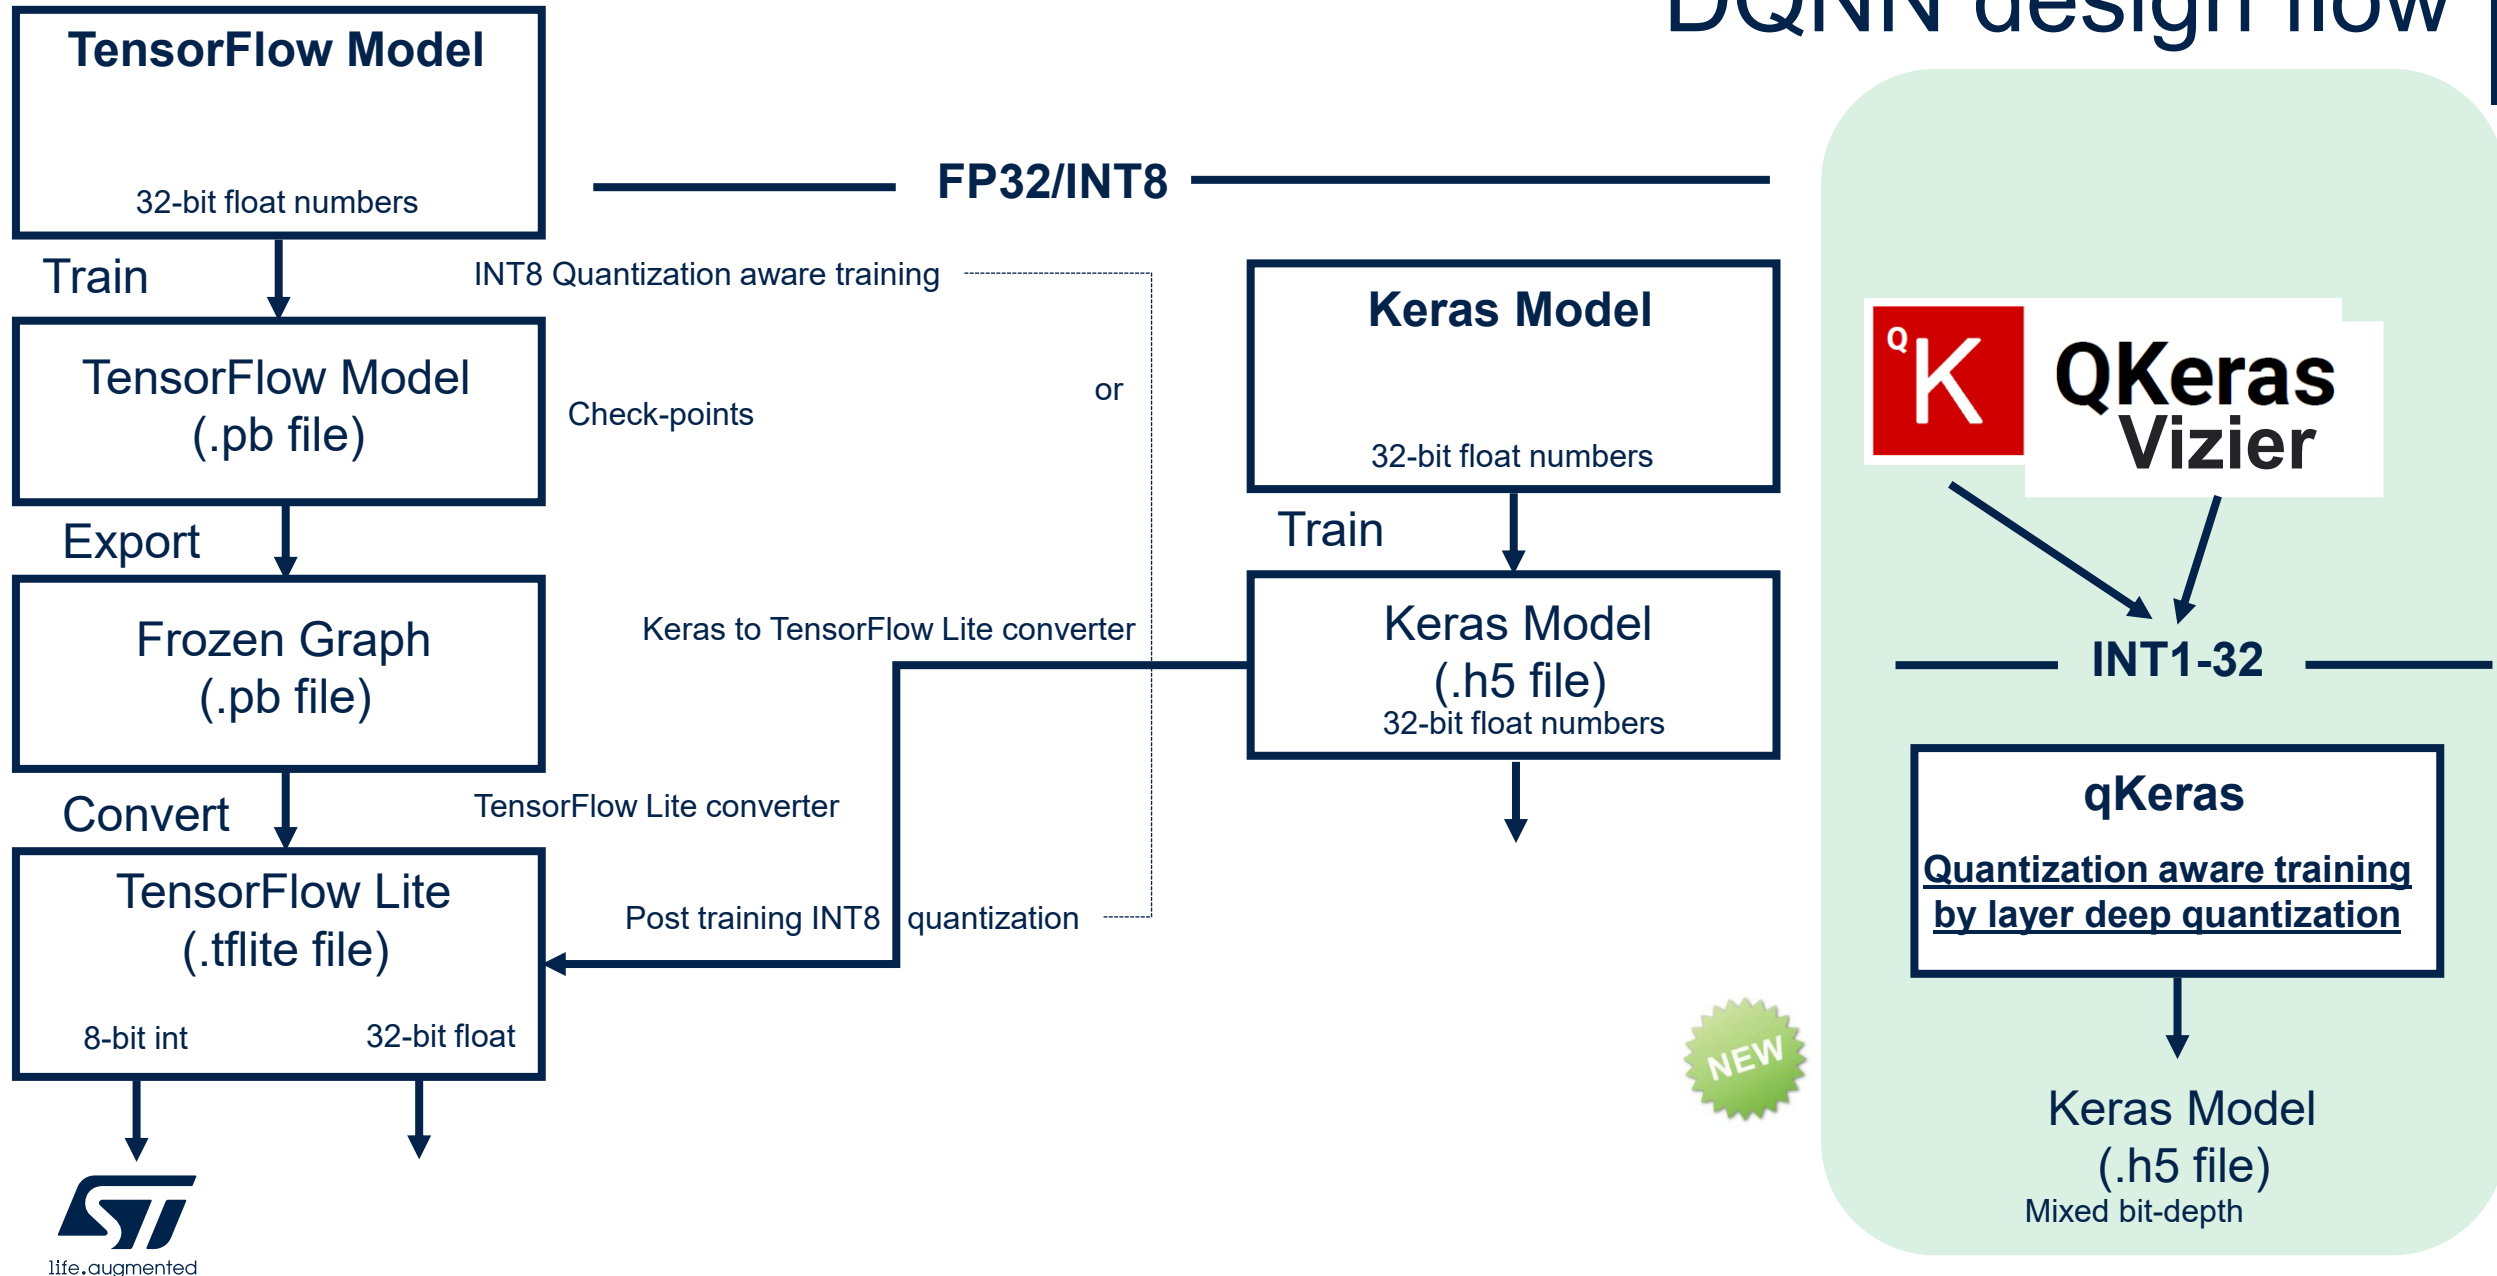 DQNN design flow
TensorFlow Model
32-bit float numbers
FP32/INT8
Train
INT8 Quantization aware training
TensorFlow Model
(.pb file)
Check-points
or
Export
Frozen Graph
(.pb file)
Keras to TensorFlow Lite converter
Convert
TensorFlow Lite converter
TensorFlow Lite
(.tflite file)
Post training INT8 quantization
8-bit int
32-bit float
Keras Model
32-bit float numbers
Train
Keras Model
(.h5 file)
32-bit float numbers
Q
K
QKeras
Vizier
INT1-32
qKeras
Quantization aware training
by layer deep quantization
NEW
Keras Model
(.h5 file)
Mixed bit-depth
ST
life.augmented